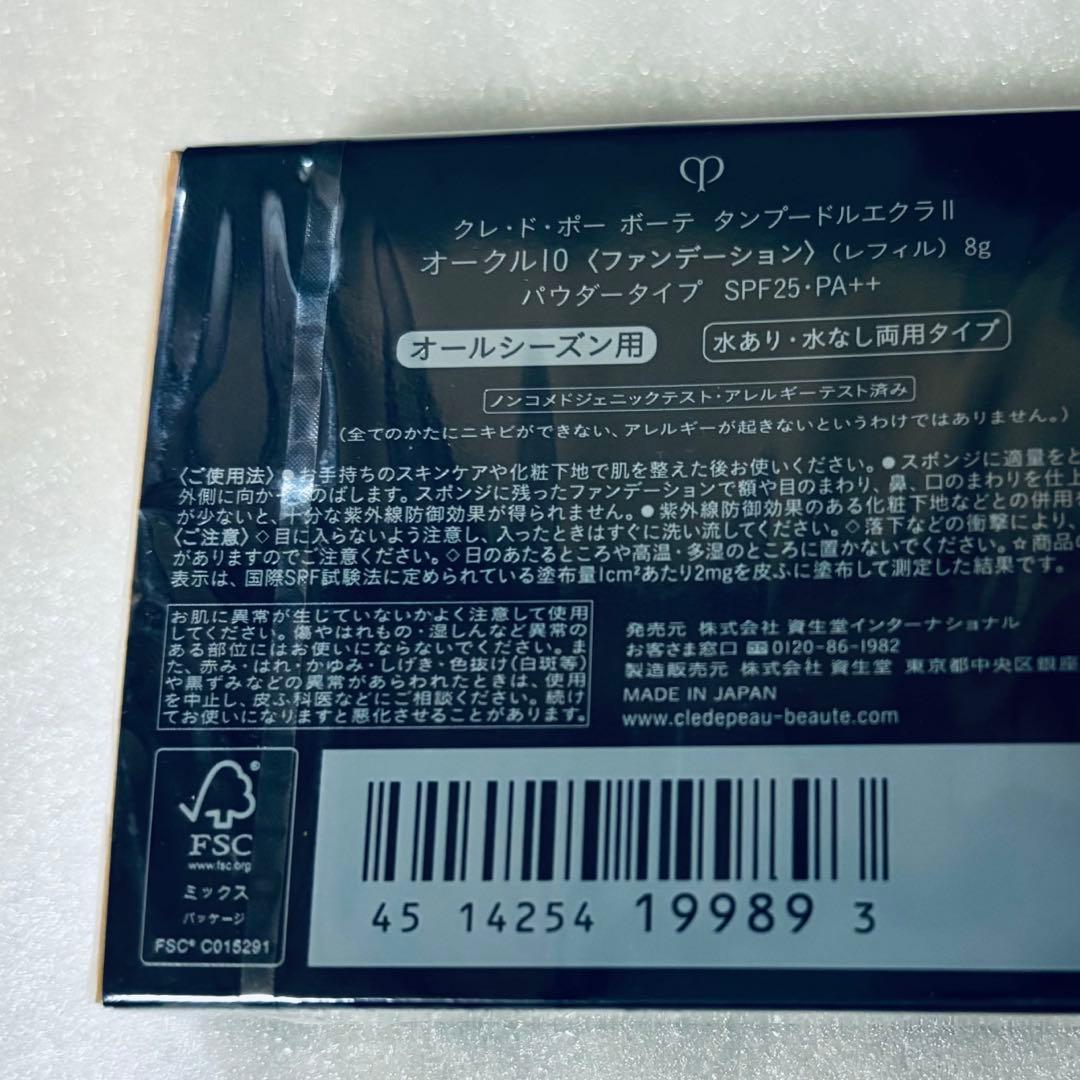 クレ・ド・ポー ボーテ タンプードルエクラⅡ
オークル10 〈ファンデーション〉(レフィル) 8g
パウダータイプ SPF25・PA++
オールシーズン用
水あり・水なし両用タイプ
ノンコメドジェニックテスト・アレルギーテスト済み
(全てのかたにニキビができない、アレルギーが起きないというわけではありません。)
〈ご使用法〉●お手持ちのスキンケアや化粧下地で肌を整えた後お使いください。●スポンジに適量をと
外側に向かってのばします。スポンジに残ったファンデーションで額や目のまわり、鼻、口のまわりを仕上
が少ないと、十分な紫外線防御効果が得られません。●紫外線防御効果のある化粧下地などとの併用を
〈ご注意〉◇目に入らないよう注意し、入ったときはすぐに洗い流してください。◇落下などの衝撃により、
がありますのでご注意ください。◇日のあたるところや高温・多湿のところに置かないでください。☆商品の
表示は、国際SPF試験法に定められている塗布量1cm²あたり2mgを皮ふに塗布して測定した結果です。
お肌に異常が生じていないかよく注意して使用
してください。傷やはれもの・湿しんなど異常の
ある部位にはお使いにならないでください。ま
た、赤み・はれ・かゆみ・しげき・色抜け(白斑等)
や黒ずみなどの異常があらわれたときは、使用
を中止し、皮ふ科医などにご相談ください。続け
てお使いになりますと悪化させることがあります。
発売元 株式会社 資生堂インターナショナル
お客さま窓口 0120-86-1982
製造販売元 株式会社 資生堂 東京都中央区銀座
MADE IN JAPAN
www.cledepeau-beaute.com
FSC®
www.fsc.org
ミックス
パッケージ
FSC® C015291
45 14254 19989 3